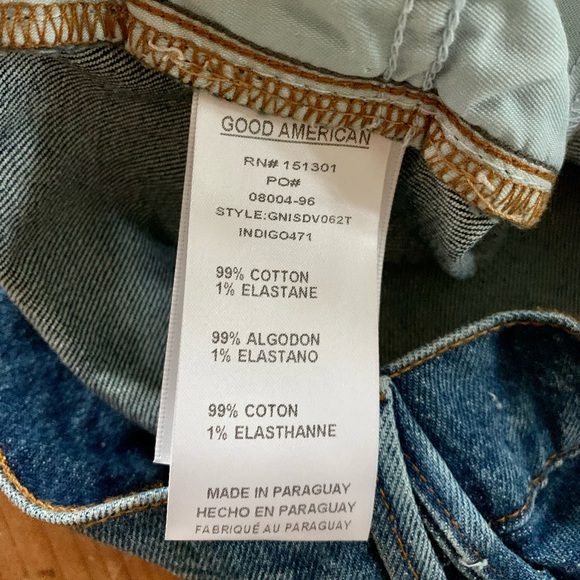 GOOD AMERICAN
RN# 151301
PO#
08004-96
STYLE:GNISDV062T
INDIGO471
99% COTTON
1% ELASTANE
99% ALGODON
1% ELASTANO
99% COTON
1% ELASTHANNE
MADE IN PARAGUAY
HECHO EN PARAGUAY
FABRIQUÉ AU PARAGUAY